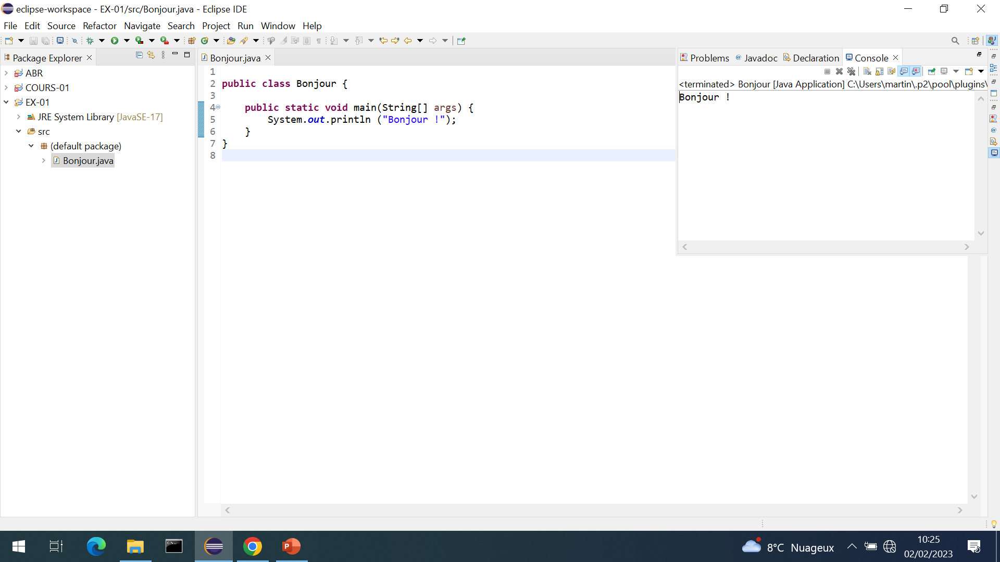 eclipse-workspace - EX-01/src/Bonjour.java - Eclipse IDE
File Edit Source Refactor Navigate Search Project Run Window Help
Package Explorer
ABR
COURS-01
EX-01
JRE System Library [JavaSE-17]
src
(default package)
Bonjour.java
Bonjour.java
1
2 public class Bonjour {
3
4 public static void main(String[] args) {
5 System.out.println ("Bonjour !");
6 }
7 }
8
Problems @ Javadoc Declaration Console
<terminated> Bonjour [Java Application] C:\Users\martin\.p2\pool\plugins\
Bonjour !
8°C Nuageux
10:25
02/02/2023